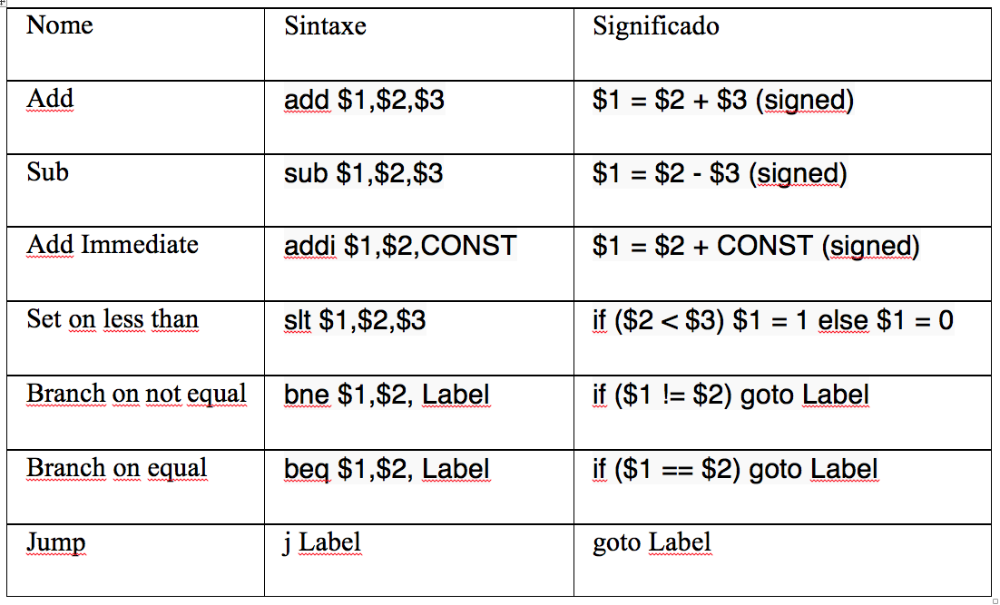 Nome Sintaxe Significado
Add add $1,$2,$3 $1 = $2 + $3 (signed)
Sub sub $1,$2,$3 $1 = $2 - $3 (signed)
Add Immediate addi $1,$2,CONST $1 = $2 + CONST (signed)
Set on less than slt $1,$2,$3 if ($2 < $3) $1 = 1 else $1 = 0
Branch on not equal bne $1,$2, Label if ($1 != $2) goto Label
Branch on equal beq $1,$2, Label if ($1 == $2) goto Label
Jump j Label goto Label